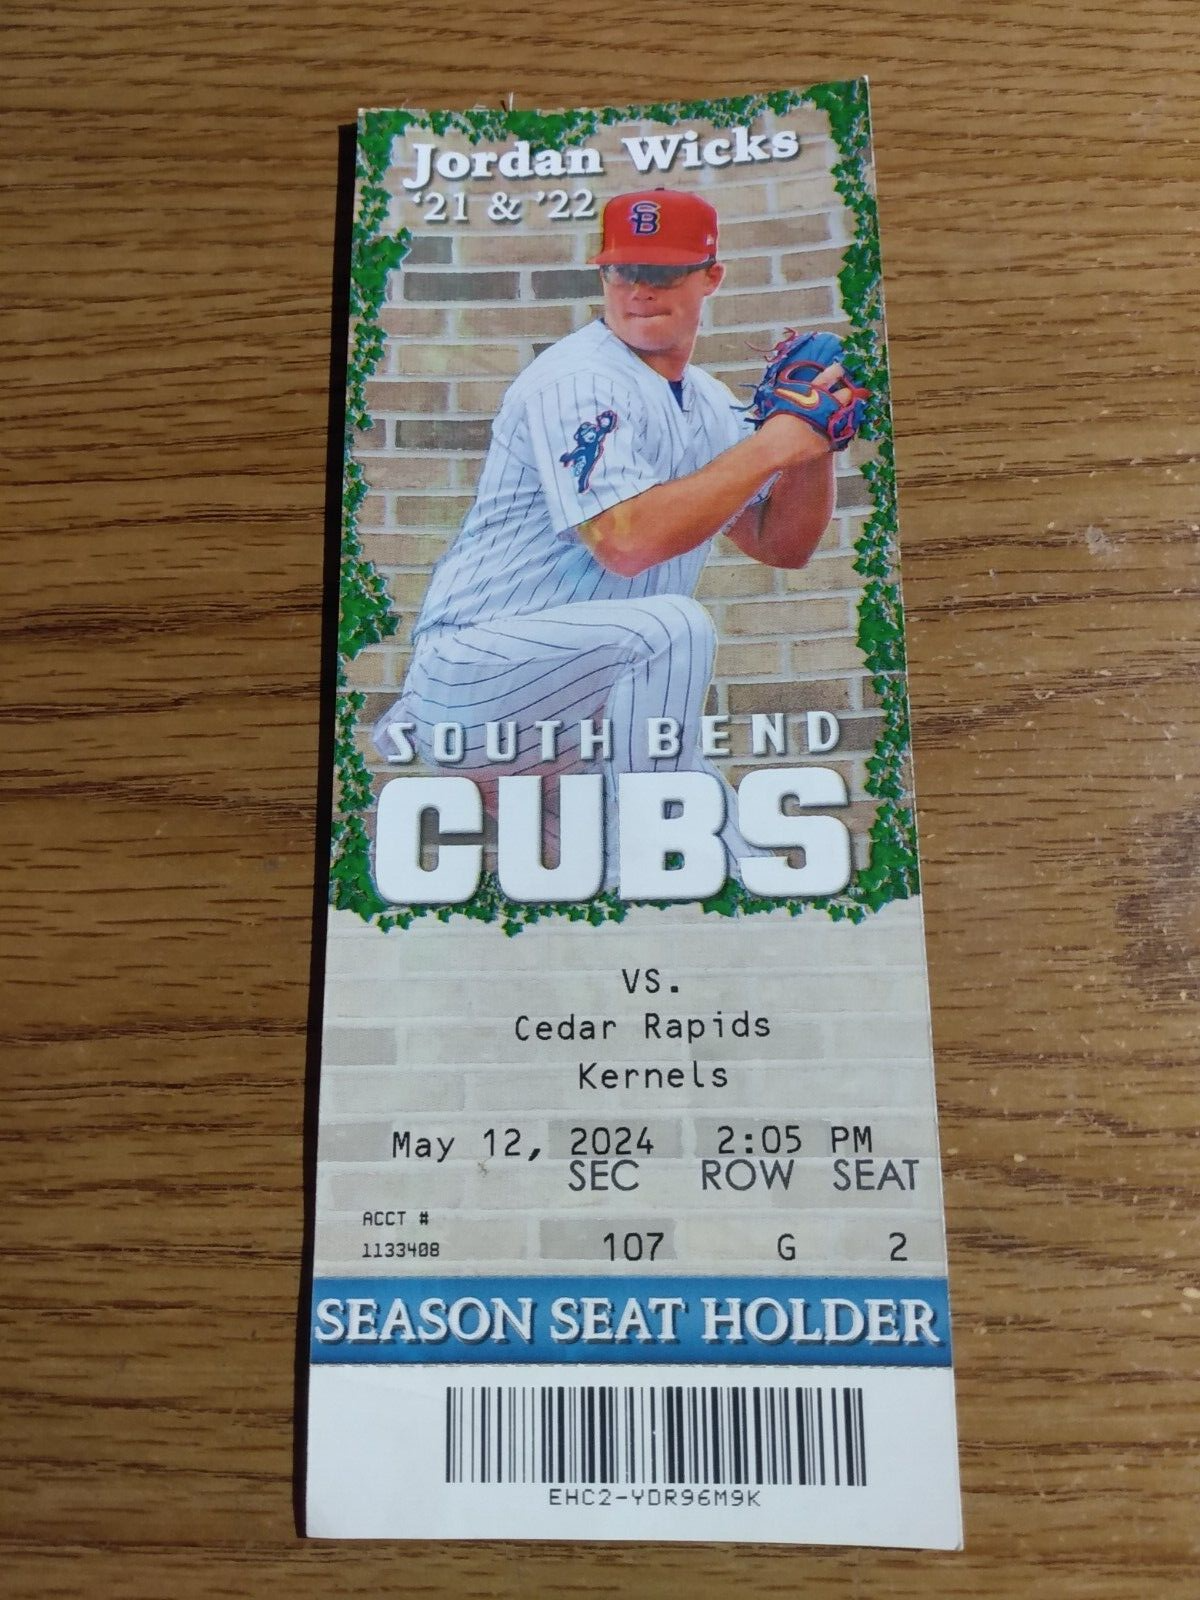 Jordan Wicks
'21 & '22
SB
SOUTH BEND
CUBS
VS.
Cedar Rapids
Kernels
May 12, 2024 2:05 PM
SEC ROW SEAT
ACCT #
1133408 107 G 2
SEASON SEAT HOLDER
EHC2-YDR96M9K